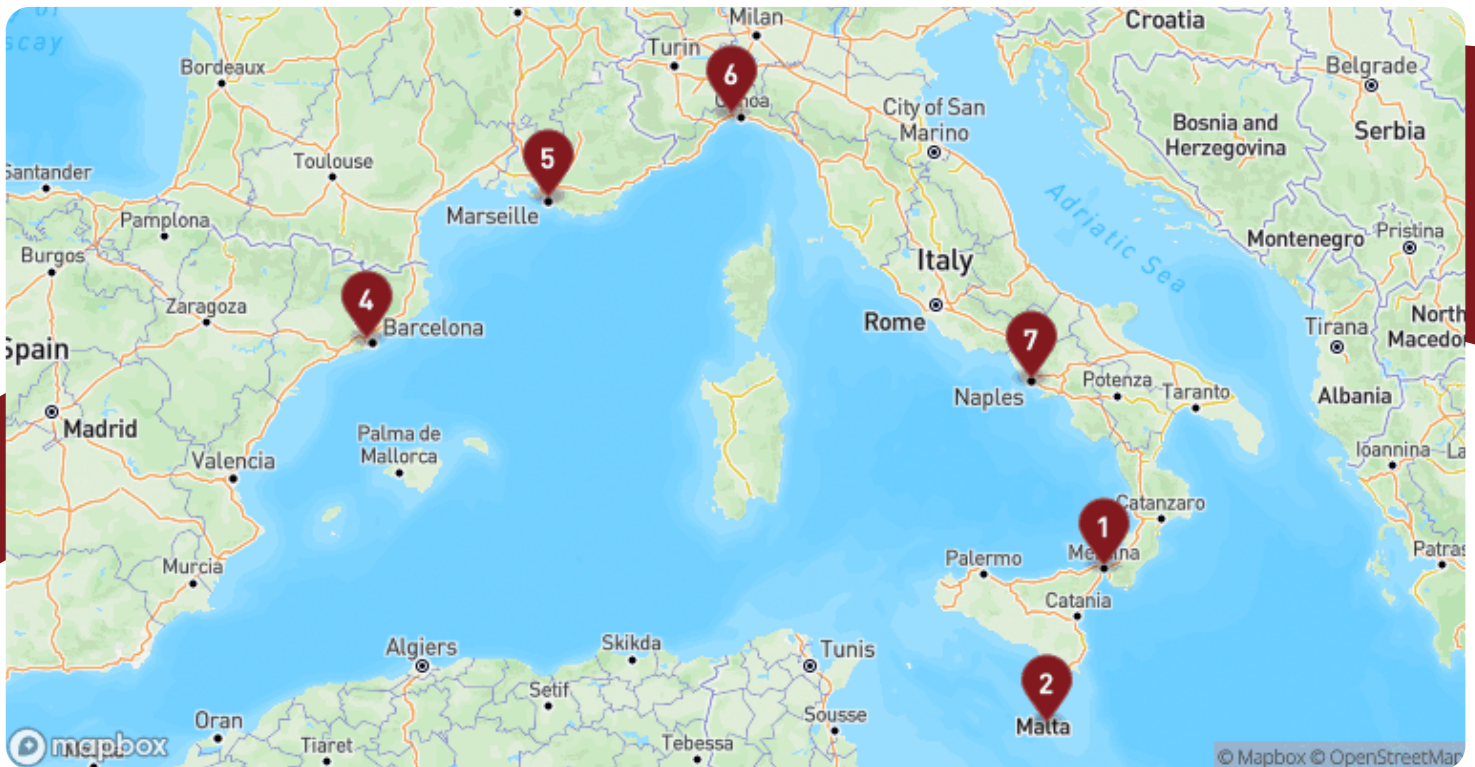 Milan
Croatia
Turin
Bordeaux
Belgrade
6
City of San
Marino
Bosnia and
Herzegovina
Serbia
5
Toulouse
Santander
Marseille
Pamplona
Adriatic Sea
Montenegro
Pristina
Burgos
Italy
4
Zaragoza
Barcelona
Rome
North
Macedo
Tirana
Spain
7
Potenza
Taranto
Naples
Albania
Madrid
Palma de
Mallorca
Valencia
Ioannina
La
Catanzaro
1
Palermo
Patras
Murcia
Catania
Algiers
Skikda
Tunis
2
Setif
Malta
Oran
Sousse
mapbox
Tiaret
Tebessa
© Mapbox © OpenStreetMap